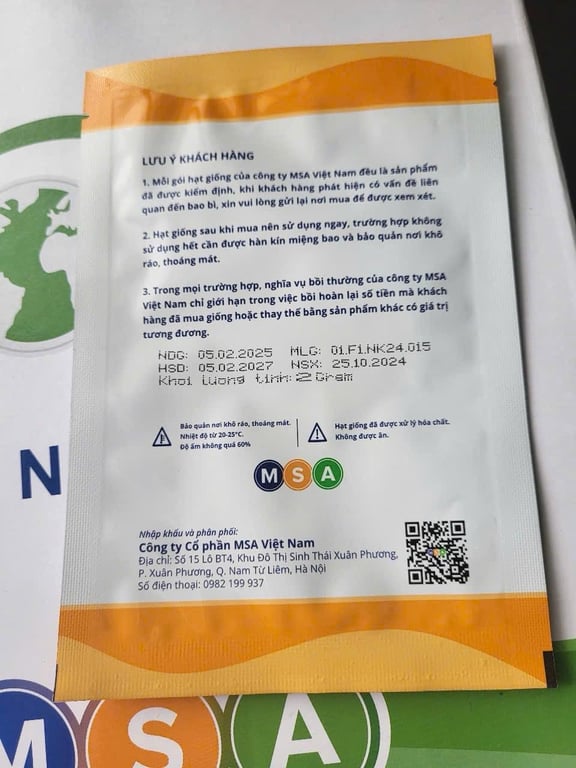 LƯU Ý KHÁCH HÀNG
1. Mỗi gói hạt giống của công ty MSA Việt Nam đều là sản phẩm
đã được kiểm định, khi khách hàng phát hiện có vấn đề liên
quan đến bao bì, xin vui lòng gửi lại nơi mua để được xem xét.
2. Hạt giống sau khi mua nên sử dụng ngay, trường hợp không
sử dụng hết cần được hàn kín miệng bao và bảo quản nơi khô
ráo, thoáng mát.
3. Trong mọi trường hợp, nghĩa vụ bồi thường của công ty MSA
Việt Nam chỉ giới hạn trong việc bồi hoàn lại số tiền mà khách
hàng đã mua giống hoặc thay thế bằng sản phẩm khác có giá trị
tương đương.
NDG: 05.02.2025 MLG: 01.F1.NK24.015
HSD: 05.02.2027 NSX: 25.10.2024
Khoi luong tinh: 2 Gram
Bảo quản nơi khô ráo, thoáng mát.
Nhiệt độ từ 20-25°C.
Độ ẩm không quá 60%
Hạt giống đã được xử lý hóa chất.
Không được ăn.
MSA
Nhập khẩu và phân phối:
Công ty Cổ phần MSA Việt Nam
Địa chỉ: Số 15 Lô BT4, Khu Đô Thị Sinh Thái Xuân Phương,
P. Xuân Phương, Q. Nam Từ Liêm, Hà Nội
Số điện thoại: 0982 199 937
N
MSA